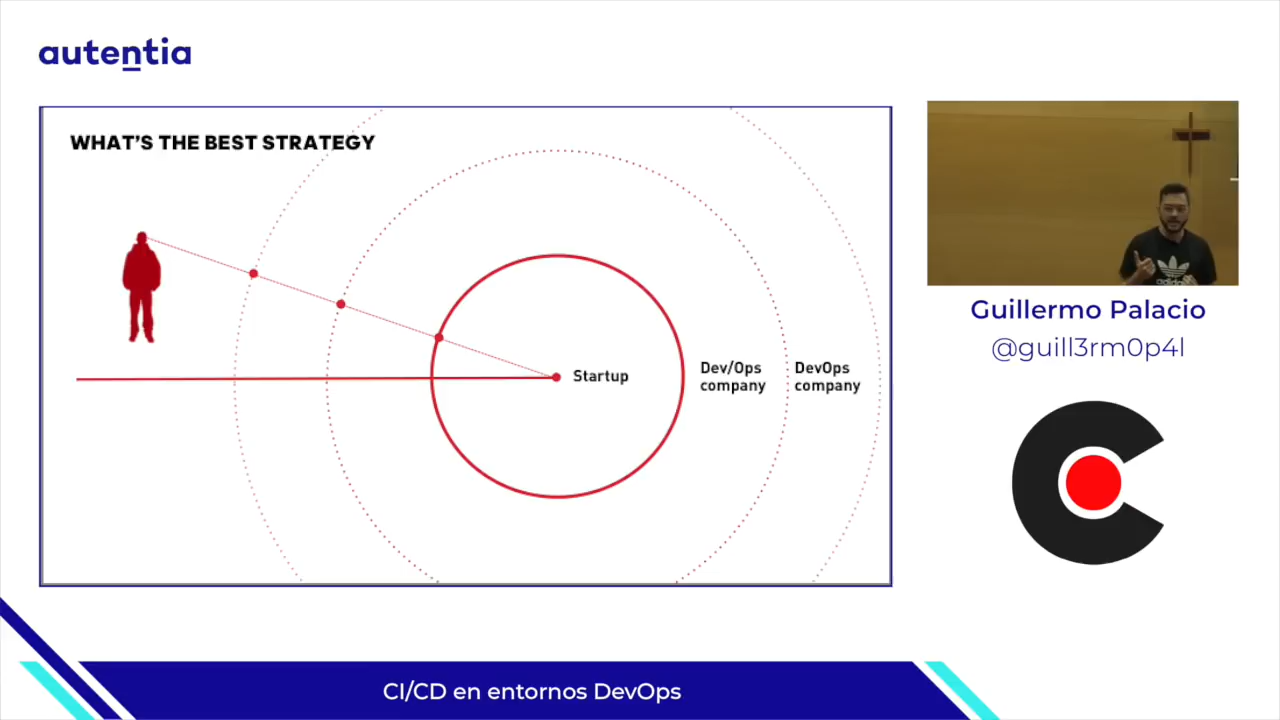 autentia
WHAT'S THE BEST STRATEGY
Startup
Dev/Ops
company
DevOps
company
adidas
Guillermo Palacio
@guill3rm0p4l
CI/CD en entornos DevOps